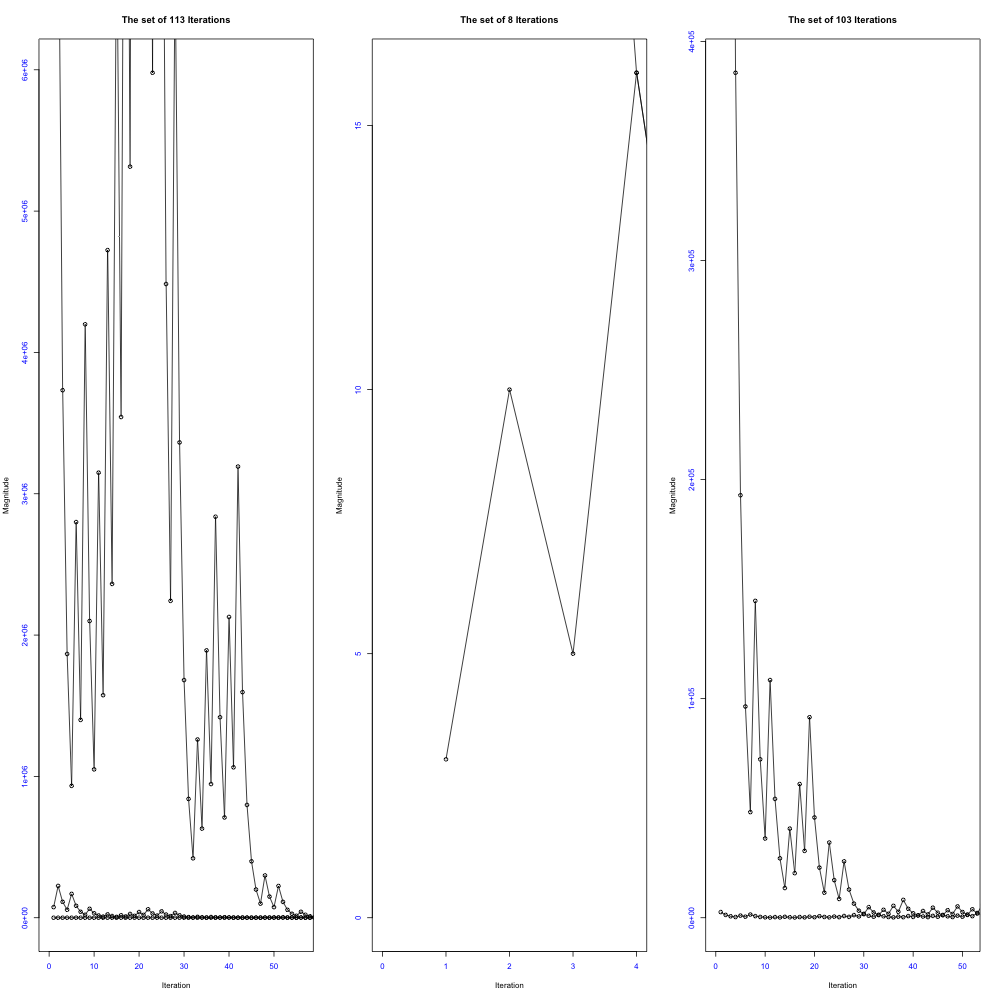 The set of 113 Iterations
Magnitude
0e+00
1e+06
2e+06
3e+06
4e+06
5e+06
6e+06
0 10 20 30 40 50
Iteration
The set of 8 Iterations
Magnitude
0
5
10
15
0 1 2 3 4
Iteration
The set of 103 Iterations
Magnitude
0e+00
1e+05
2e+05
3e+05
4e+05
0 10 20 30 40 50
Iteration